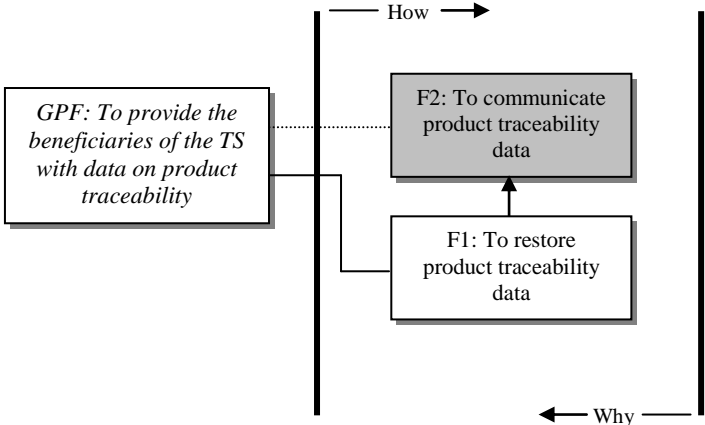 How
GPF: To provide the
beneficiaries of the TS
with data on product
traceability
F2: To communicate
product traceability
data
F1: To restore
product traceability
data
Why